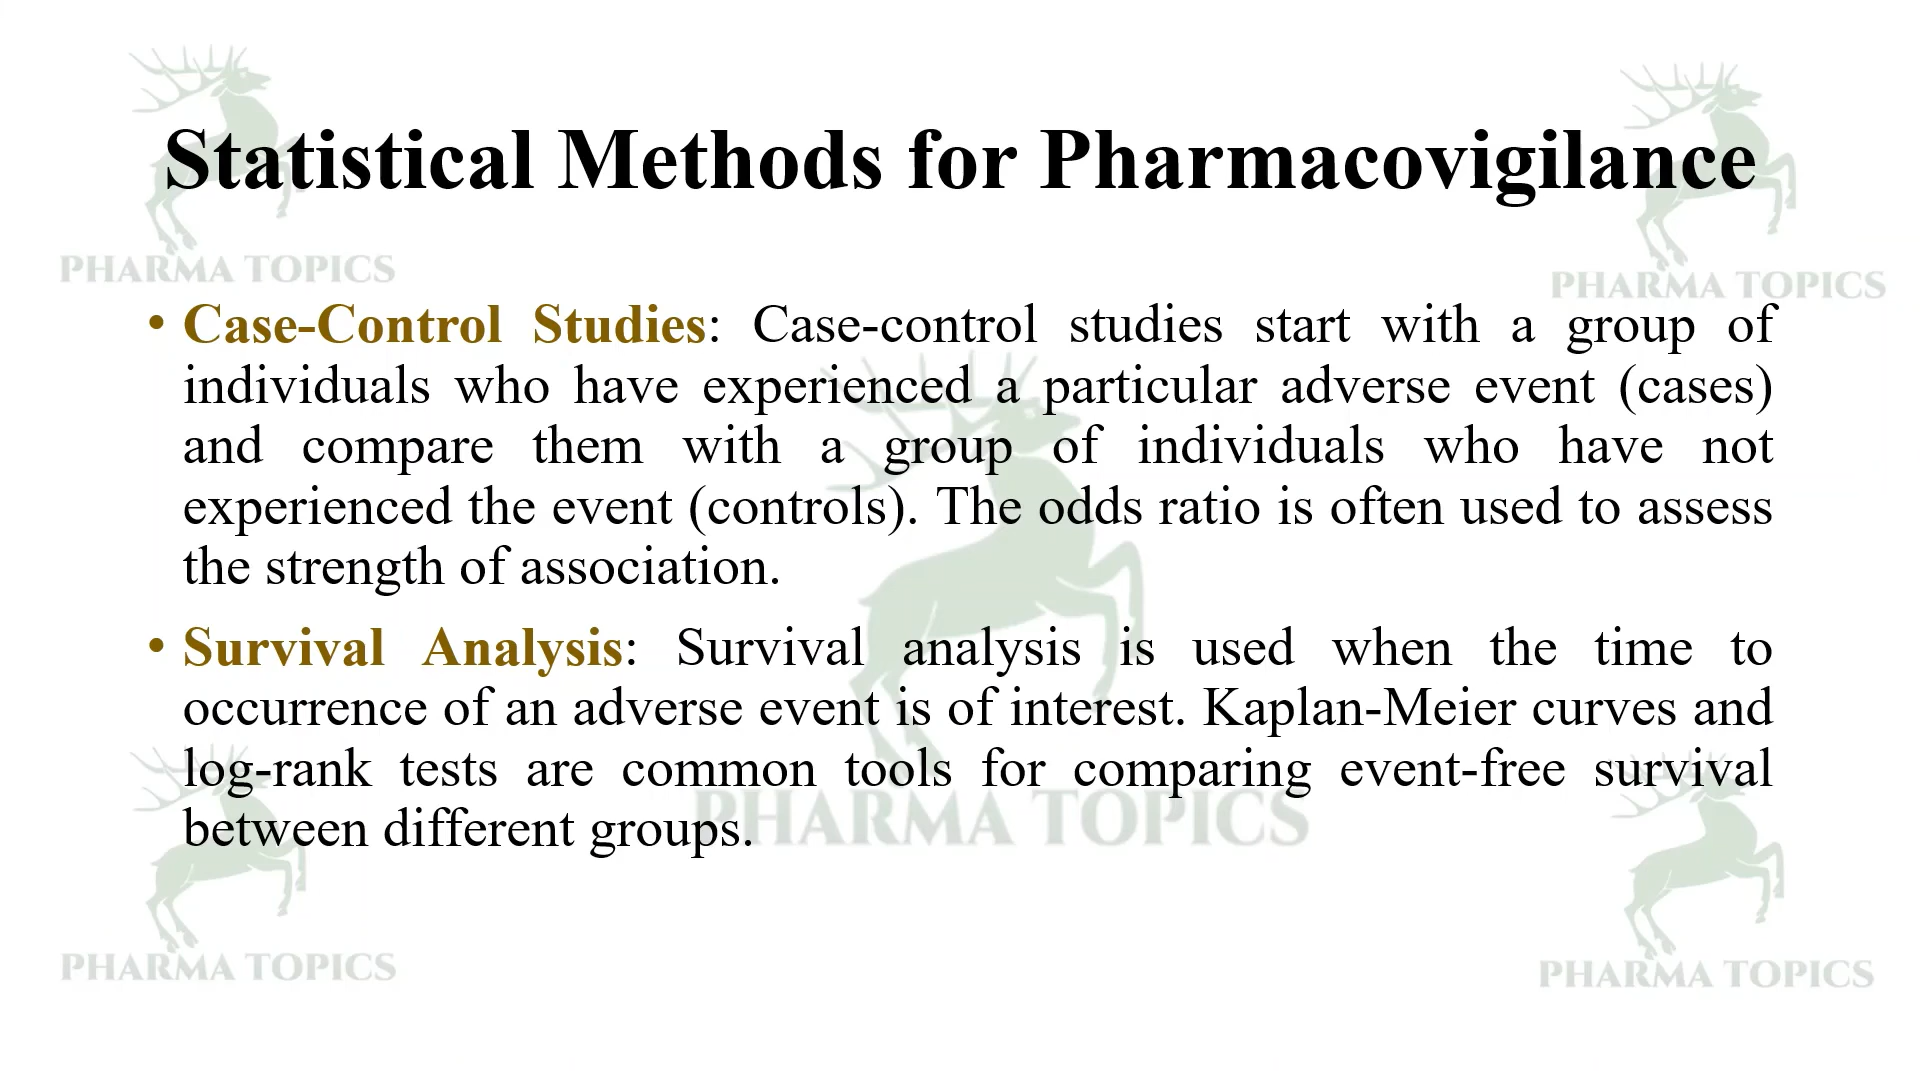 Statistical Methods for Pharmacovigilance
PHARMA TOPICS
PHARMA TOPICS
• Case-Control Studies: Case-control studies start with a group of
individuals who have experienced a particular adverse event (cases)
and compare them with a group of individuals who have not
experienced the event (controls). The odds ratio is often used to assess
the strength of association.
• Survival Analysis: Survival analysis is used when the time to
occurrence of an adverse event is of interest. Kaplan-Meier curves and
log-rank tests are common tools for comparing event-free survival
between different groups.
PHARMA TOPICS
PHARMA TOPICS
PHARMA TOPICS